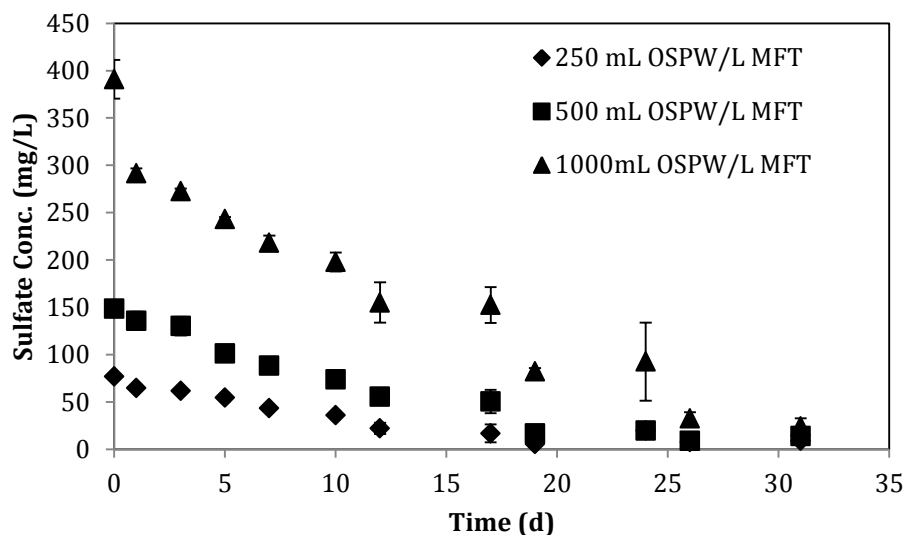 450
400
350
300
250
200
150
100
50
0
Sulfate Conc. (mg/L)
250 mL OSPW/L MFT
500 mL OSPW/L MFT
1000mL OSPW/L MFT
0 5 10 15 20 25 30 35
Time (d)